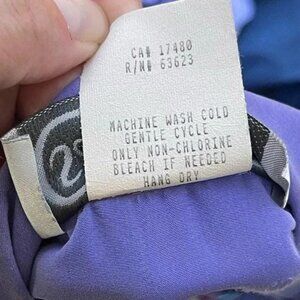 CA# 17480
R/N# 63623
MACHINE WASH COLD
GENTLE CYCLE
ONLY NON-CHLORINE
BLEACH IF NEEDED
HANG DRY